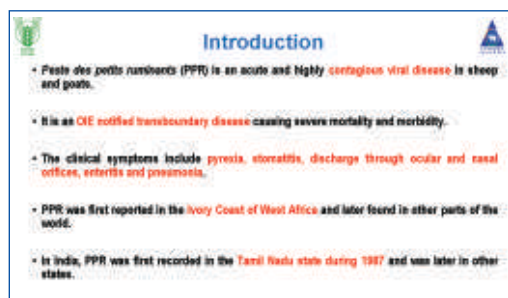 Introduction
• Peste des petits ruminants (PPR) is an acute and highly contagious viral disease in sheep
and goats.
• It is an OIE notified transboundary disease causing severe mortality and morbidity.
• The clinical symptoms include pyrexia, stomatitis, discharge through ocular and nasal
orifices, enteritis and pneumonia.
• PPR was first reported in the Ivory Coast of West Africa and later found in other parts of the
world.
• In India, PPR was first recorded in the Tamil Nadu state during 1987 and was later in other
states.